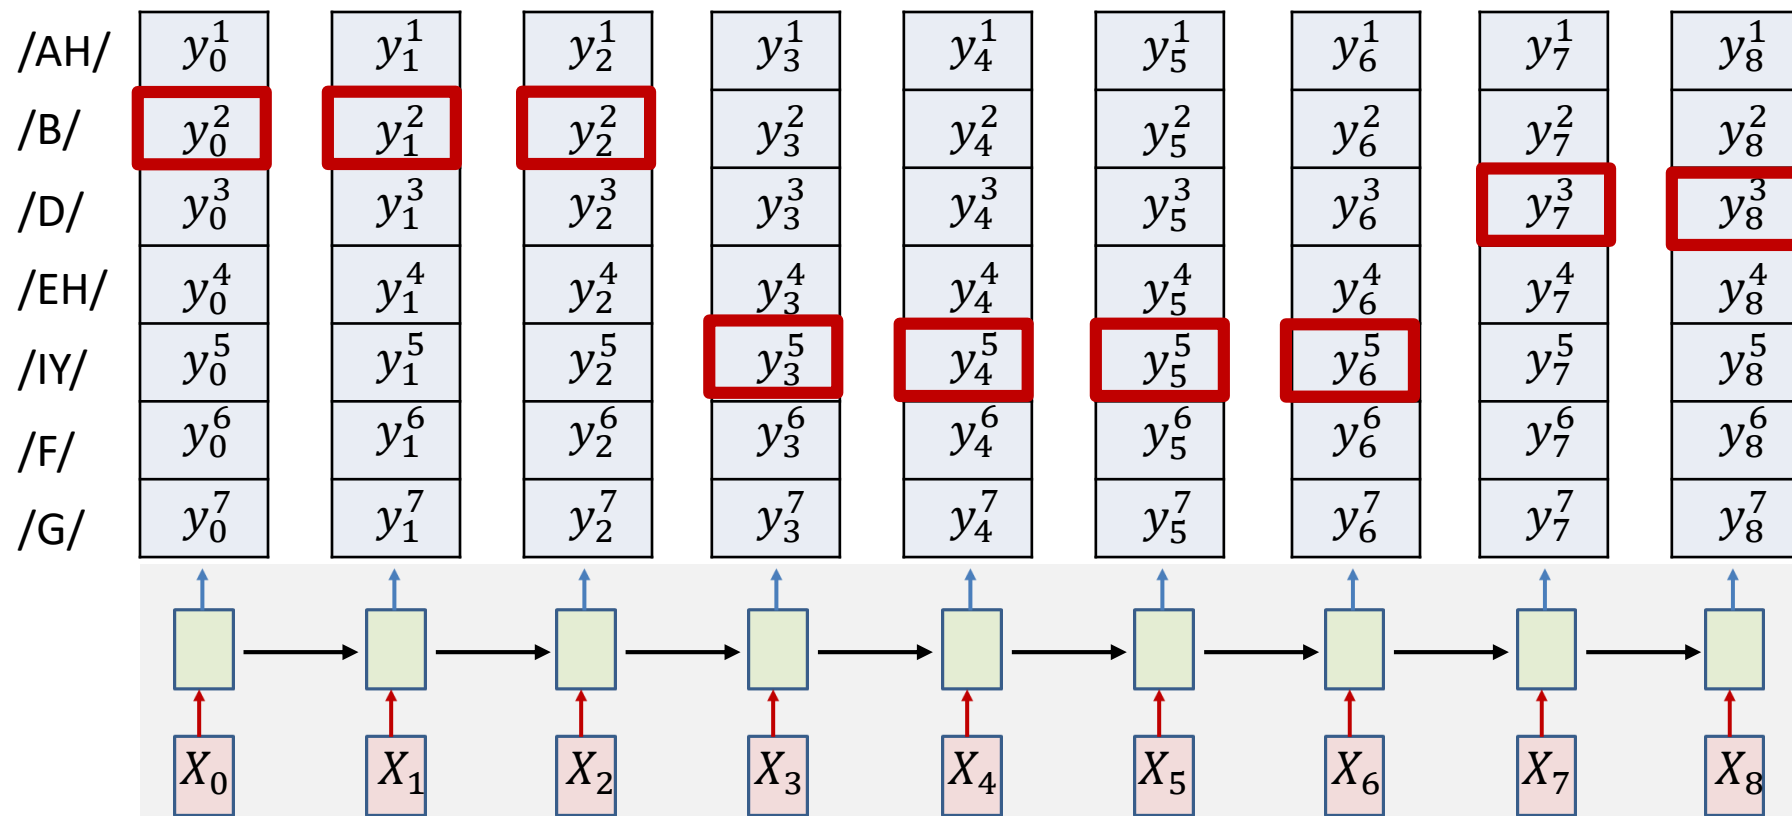 /AH/ y_0^1 y_1^1 y_2^1 y_3^1 y_4^1 y_5^1 y_6^1 y_7^1 y_8^1
/B/ y_0^2 y_1^2 y_2^2 y_3^2 y_4^2 y_5^2 y_6^2 y_7^2 y_8^2
/D/ y_0^3 y_1^3 y_2^3 y_3^3 y_4^3 y_5^3 y_6^3 y_7^3 y_8^3
/EH/ y_0^4 y_1^4 y_2^4 y_3^4 y_4^4 y_5^4 y_6^4 y_7^4 y_8^4
/IY/ y_0^5 y_1^5 y_2^5 y_3^5 y_4^5 y_5^5 y_6^5 y_7^5 y_8^5
/F/ y_0^6 y_1^6 y_2^6 y_3^6 y_4^6 y_5^6 y_6^6 y_7^6 y_8^6
/G/ y_0^7 y_1^7 y_2^7 y_3^7 y_4^7 y_5^7 y_6^7 y_7^7 y_8^7
X_0 X_1 X_2 X_3 X_4 X_5 X_6 X_7 X_8